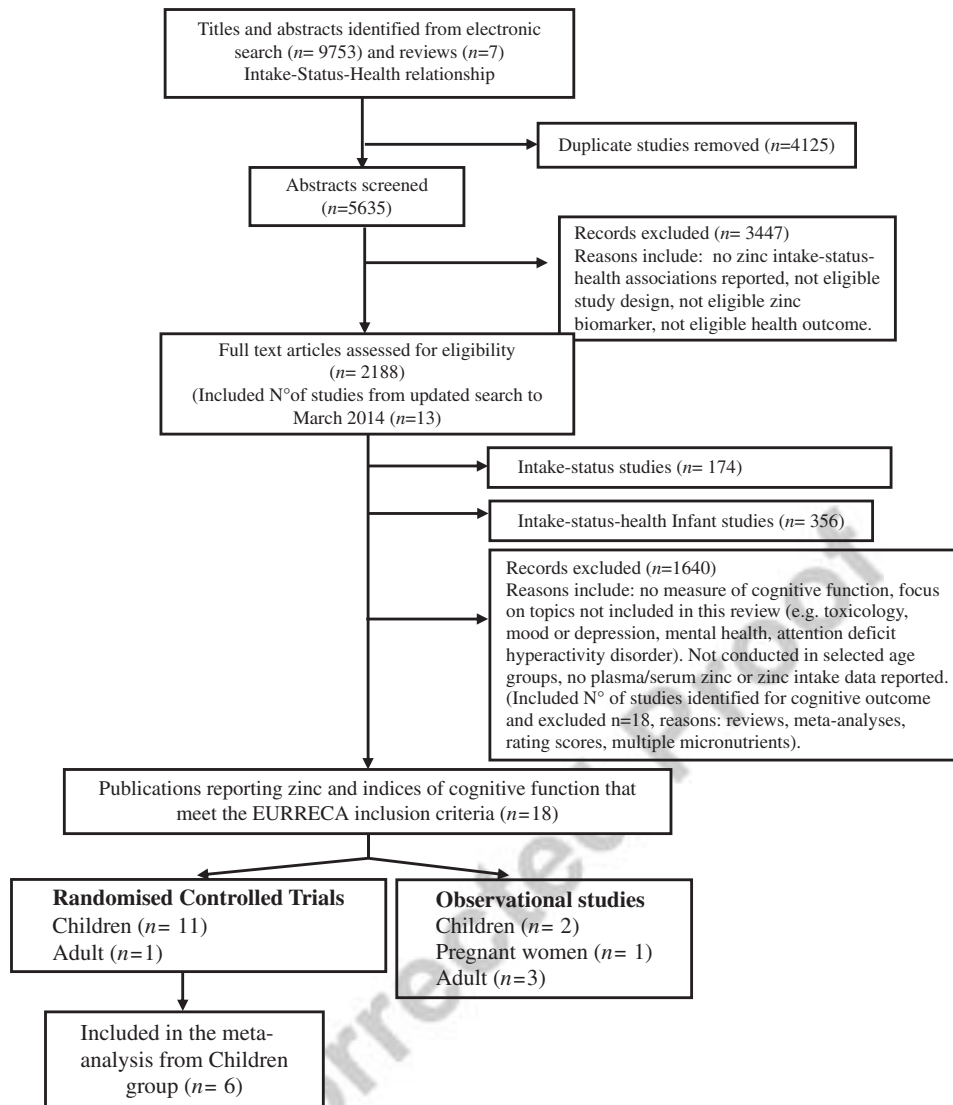 Titles and abstracts identified from electronic
search (n= 9753) and reviews (n=7)
Intake-Status-Health relationship
Duplicate studies removed (n=4125)
Abstracts screened
(n=5635)
Records excluded (n= 3447)
Reasons include: no zinc intake-status-
health associations reported, not eligible
study design, not eligible zinc
biomarker, not eligible health outcome.
Full text articles assessed for eligibility
(n= 2188)
(Included N°of studies from updated search to
March 2014 (n=13)
Intake-status studies (n= 174)
Intake-status-health Infant studies (n= 356)
Records excluded (n=1640)
Reasons include: no measure of cognitive function, focus
on topics not included in this review (e.g. toxicology,
mood or depression, mental health, attention deficit
hyperactivity disorder). Not conducted in selected age
groups, no plasma/serum zinc or zinc intake data reported.
(Included N° of studies identified for cognitive outcome
and excluded n=18, reasons: reviews, meta-analyses,
rating scores, multiple micronutrients).
Publications reporting zinc and indices of cognitive function that
meet the EURRECA inclusion criteria (n=18)
Randomised Controlled Trials
Children (n= 11)
Adult (n=1)
Observational studies
Children (n= 2)
Pregnant women (n= 1)
Adult (n=3)
Included in the meta-
analysis from Children
group (n= 6)
orrected Proof